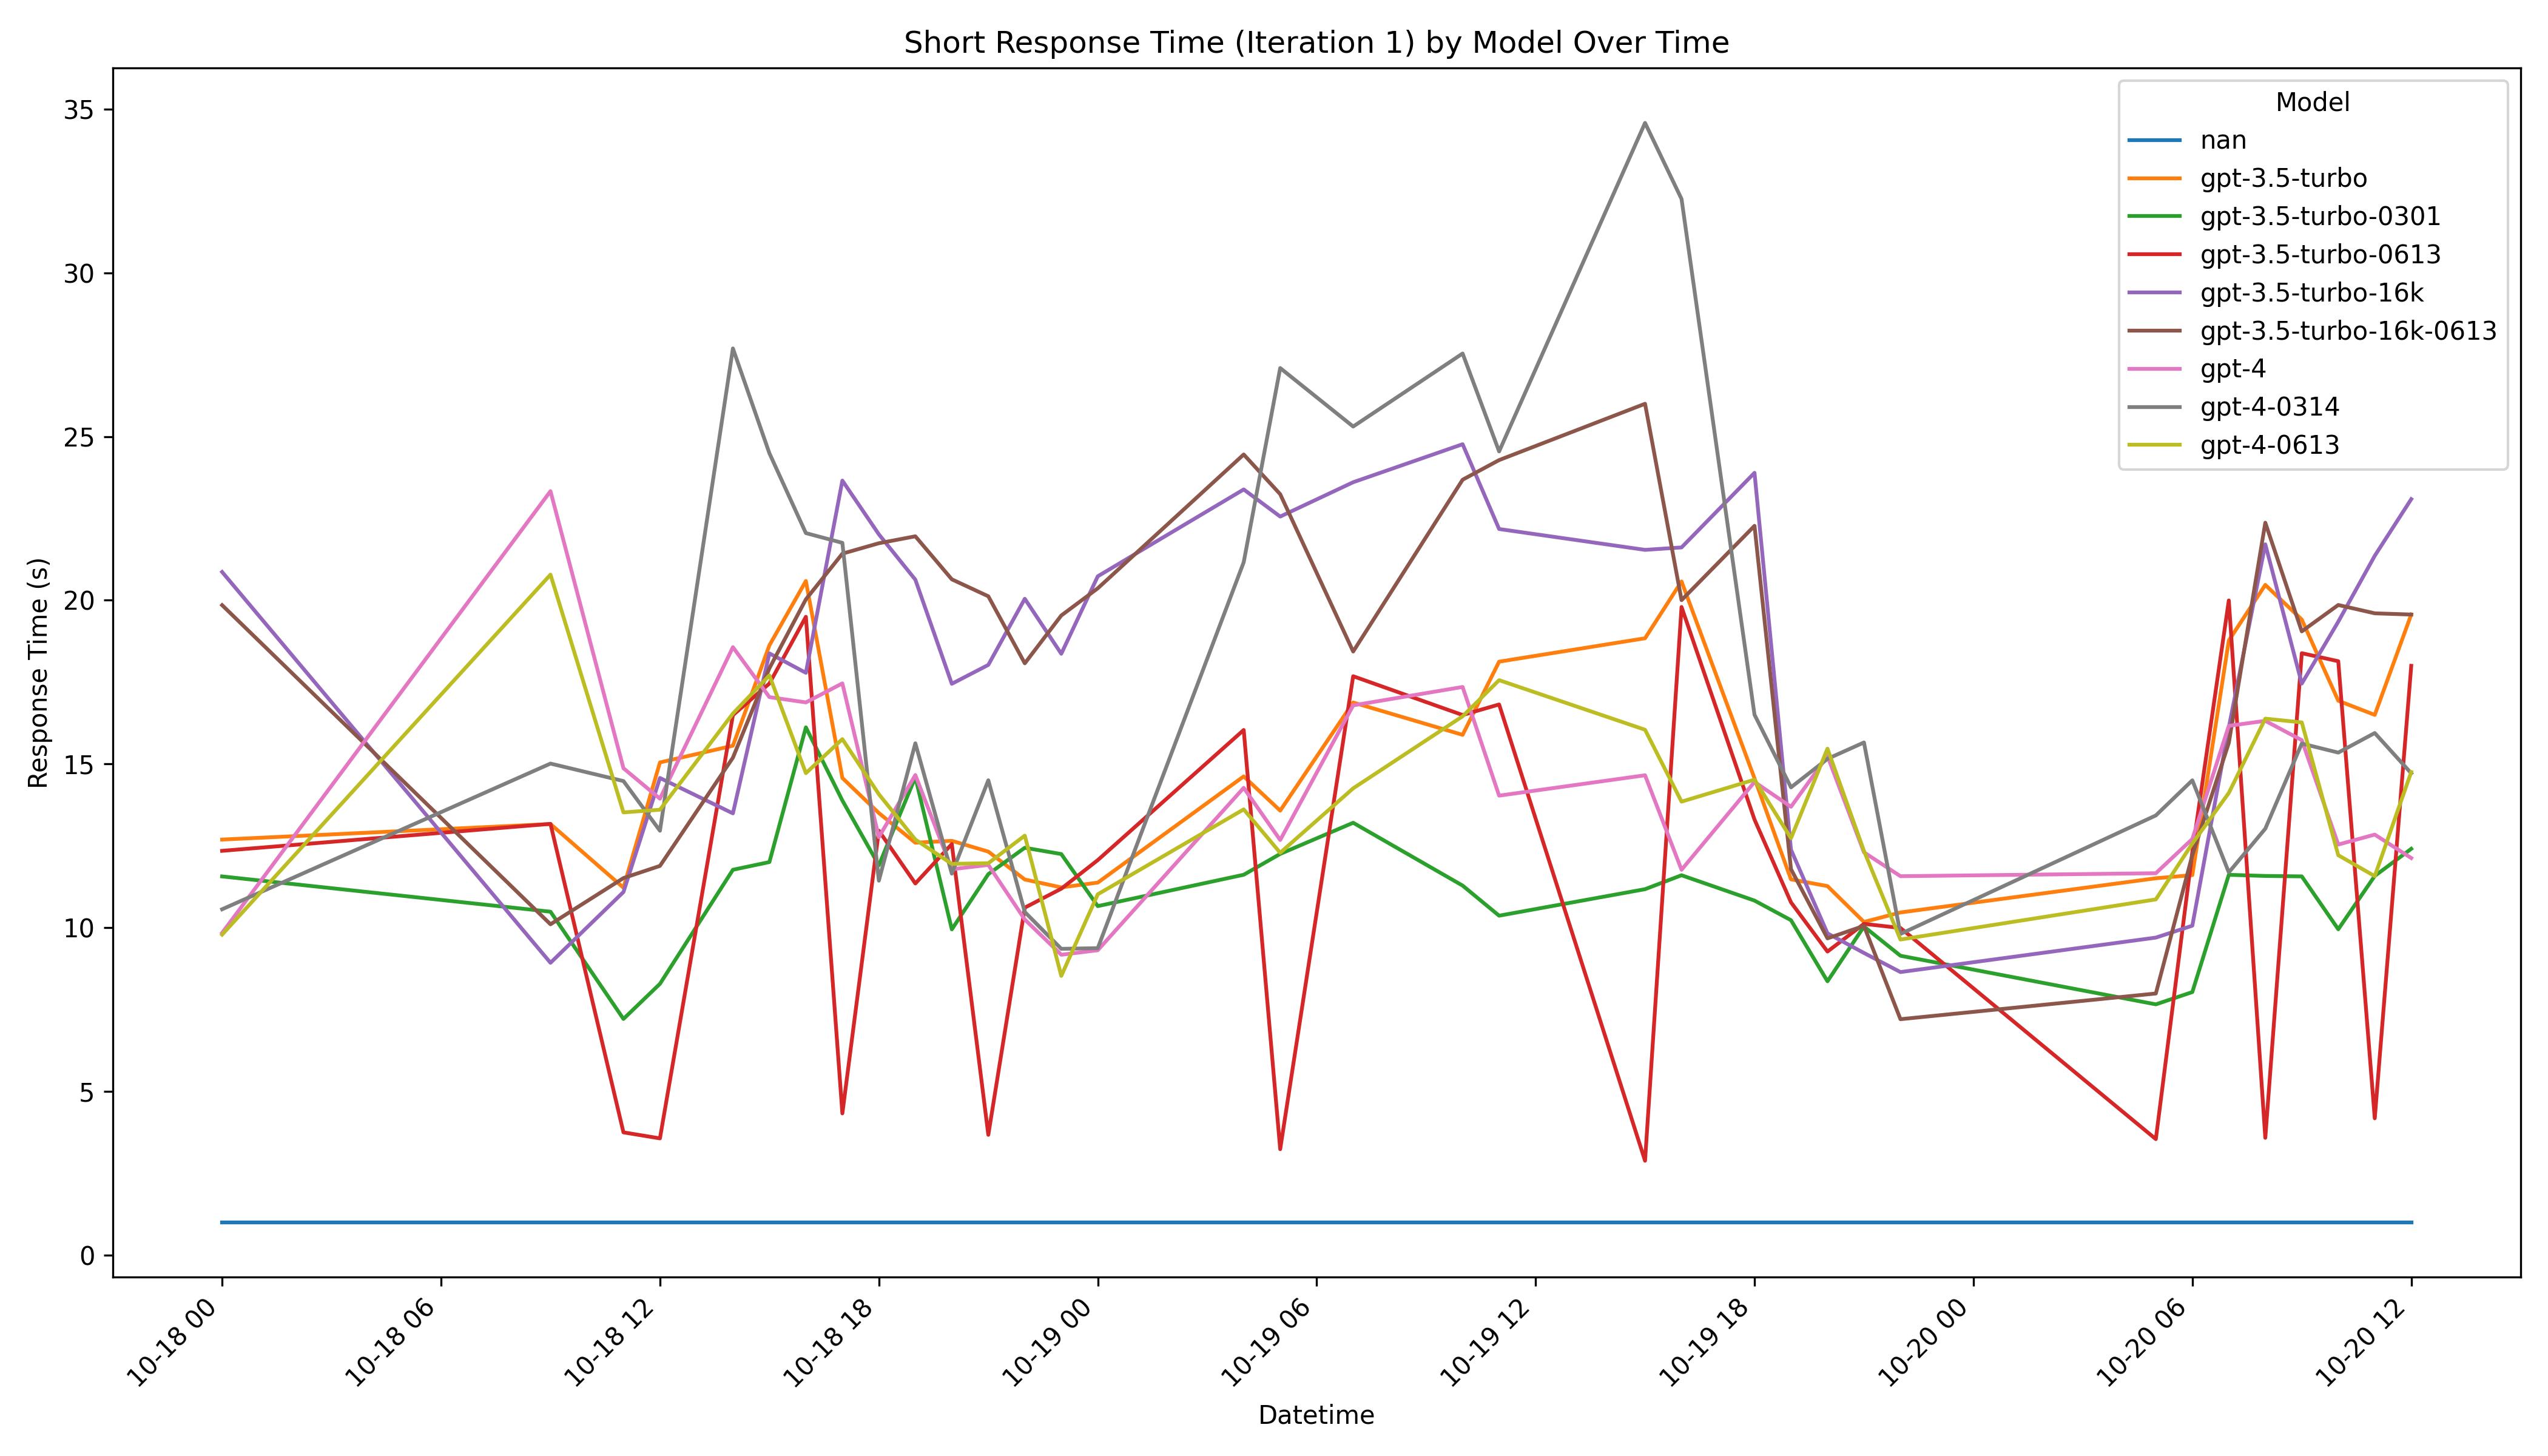 Short Response Time (Iteration 1) by Model Over Time
Response Time (s)
35
30
25
20
15
10
5
0
Model
nan
gpt-3.5-turbo
gpt-3.5-turbo-0301
gpt-3.5-turbo-0613
gpt-3.5-turbo-16k
gpt-3.5-turbo-16k-0613
gpt-4
gpt-4-0314
gpt-4-0613
10-18 00
10-18 06
10-18 12
10-18 18
10-19 00
10-19 06
10-19 12
10-19 18
10-20 00
10-20 06
10-20 12
Datetime